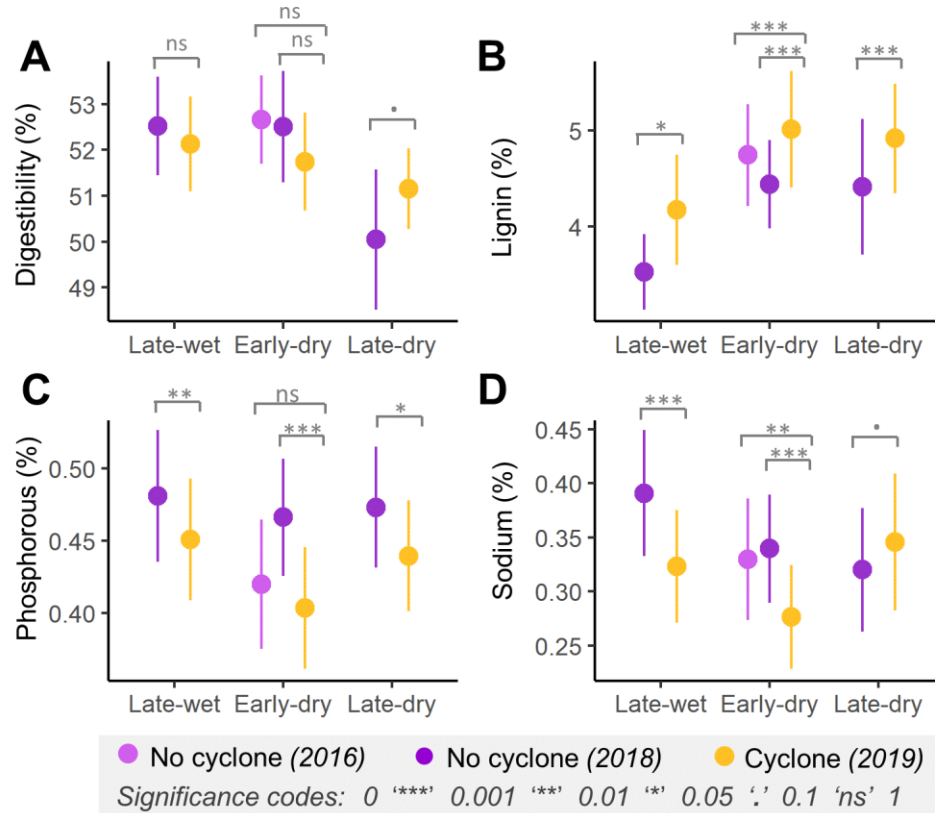 A
Digestibility (%)
ns
ns
ns
.
53
52
51
50
49
Late-wet Early-dry Late-dry
B
Lignin (%)
*
***
***
***
5
4
Late-wet Early-dry Late-dry
C
Phosphorous (%)
**
ns
***
*
0.50
0.45
0.40
Late-wet Early-dry Late-dry
D
Sodium (%)
***
**
***
.
0.45
0.40
0.35
0.30
0.25
Late-wet Early-dry Late-dry
No cyclone (2016) No cyclone (2018) Cyclone (2019)
Significance codes: 0 ‘***’ 0.001 ‘**’ 0.01 ‘*’ 0.05 ‘.’ 0.1 ‘ns’ 1